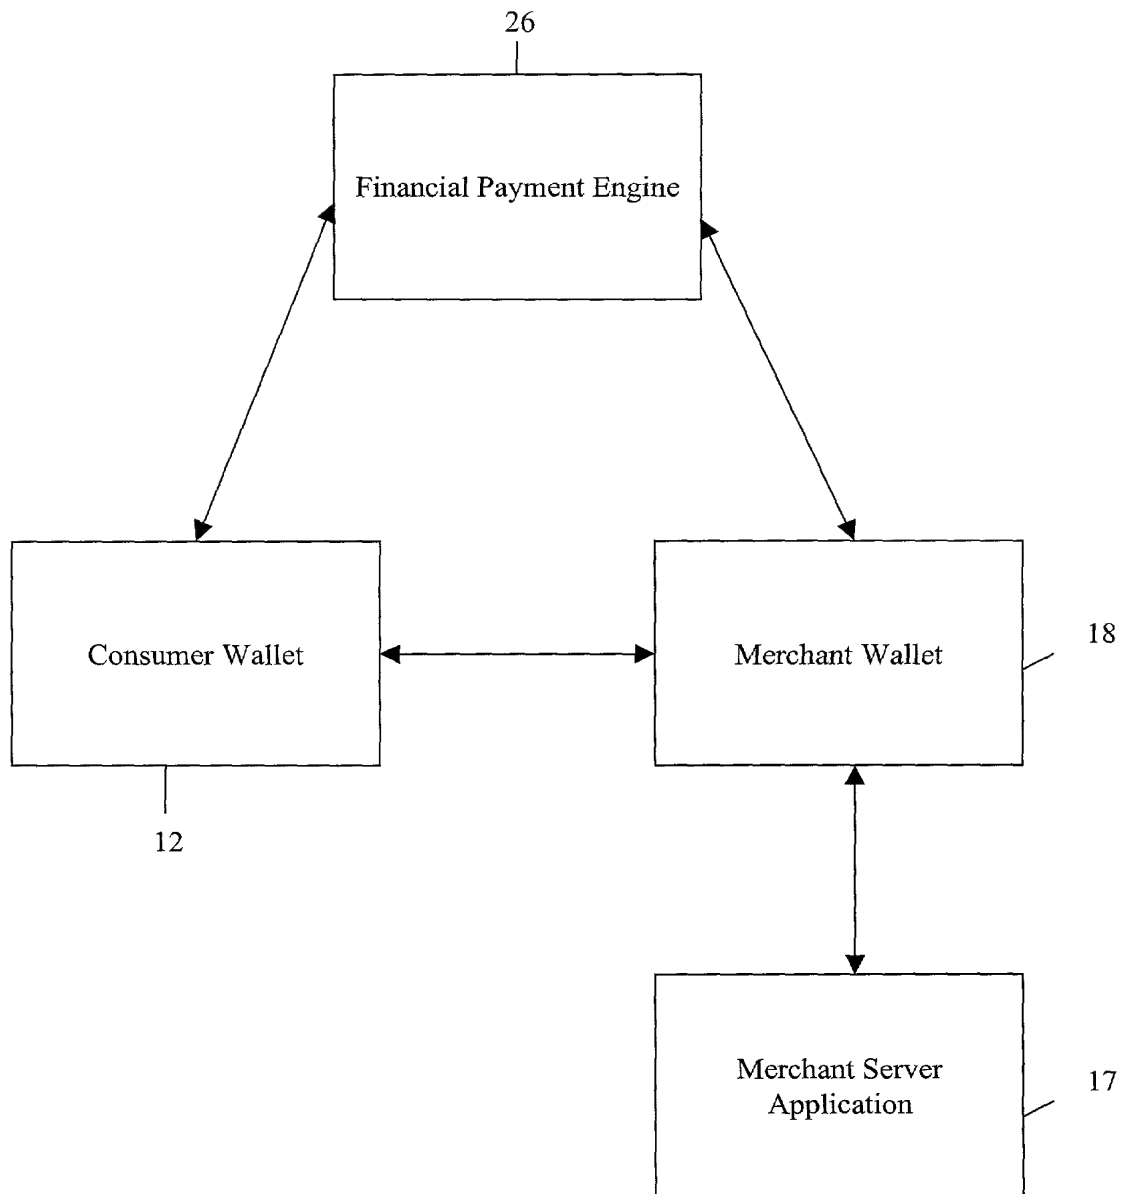 26
Financial Payment Engine
Consumer Wallet
Merchant Wallet
18
12
Merchant Server
Application
17